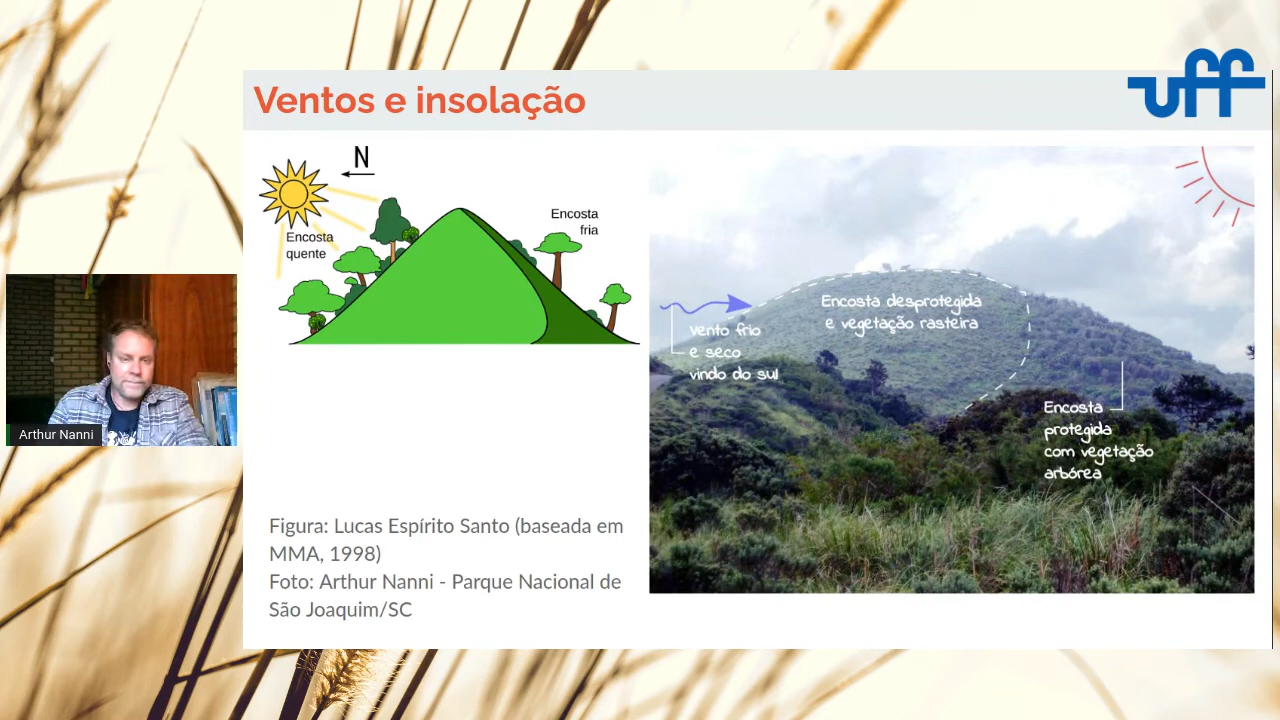 Ventos e insolação
uff
N
Encosta
quente
Encosta
fria
Encosta desprotegida
e vegetação rasteira
vento frio
e seco
vindo do sul
Encosta
protegida
com vegetação
arbórea
Arthur Nanni
Figura: Lucas Espírito Santo (baseada em
MMA, 1998)
Foto: Arthur Nanni - Parque Nacional de
São Joaquim/SC